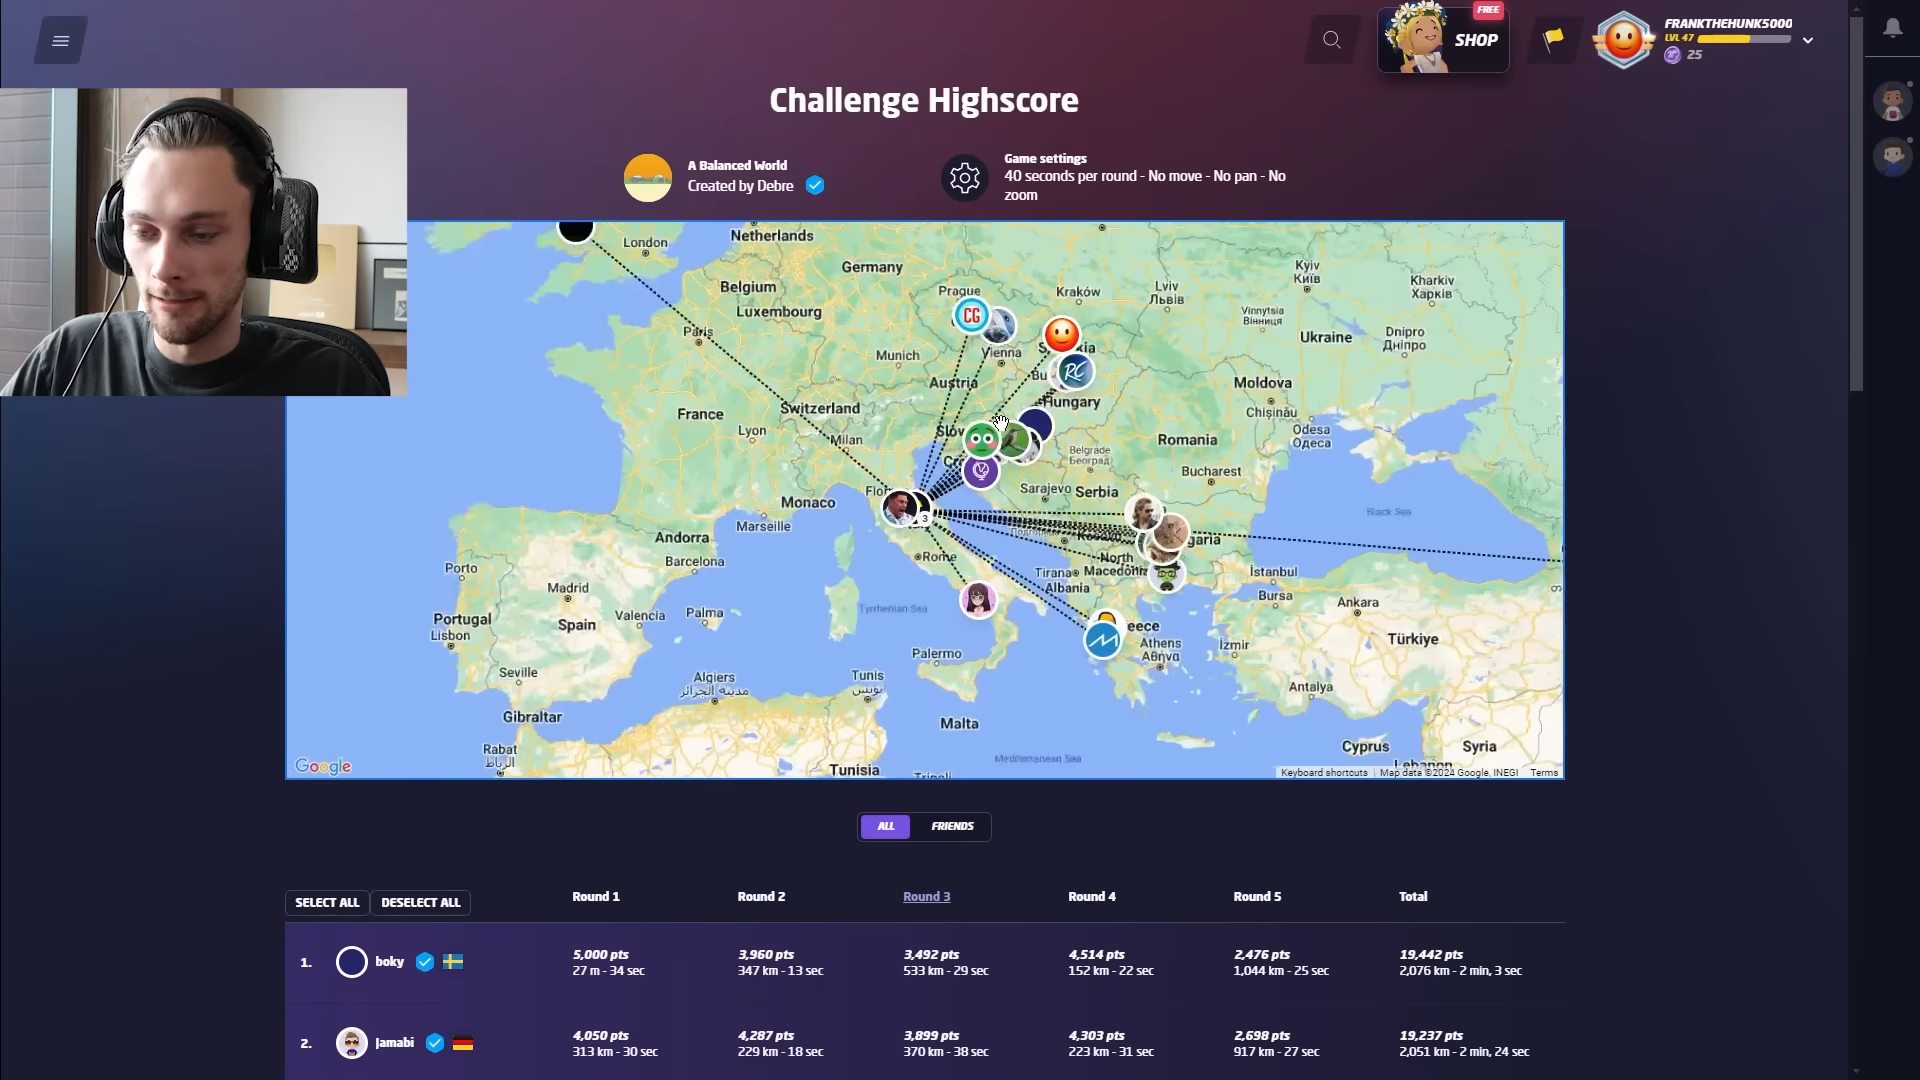 FREE
SHOP
FRANKTHEHUNK5000
LVL 47
25
Challenge Highscore
A Balanced World
Created by Debre
Game settings
40 seconds per round - No move - No pan - No
zoom
London
Netherlands
Germany
Belgium
Luxembourg
Paris
Prague
Kraków
Lviv
Львів
Kyiv
Київ
Kharkiv
Харків
Vinnytsia
Вінниця
Dnipro
Дніпро
Ukraine
CG
Munich
Vienna
Austria
RC
Hungary
Moldova
Chișinău
Odesa
Одеса
France
Switzerland
Lyon
Milan
Romania
Belgrade
Београд
Bucharest
Sarajevo
Serbia
Monaco
Marseille
Black Sea
Andorra
Barcelona
3
Rome
North
Macedonia
Tirana
Albania
İstanbul
Bursa
Ankara
Porto
Madrid
Valencia
Palma
Tyrrhenian Sea
Portugal
Lisbon
Spain
Athens
Αθήνα
İzmir
Türkiye
Palermo
Seville
Algiers
مدينة الجزائر
Tunis
تونس
Antalya
Gibraltar
Malta
Rabat
الرباط
Cyprus
Syria
Mediterranean Sea
Tunisia
Google
Keyboard shortcuts
Map data ©2024 Google, INEGI
Terms
ALL
FRIENDS
SELECT ALL
DESELECT ALL
Round 1
Round 2
Round 3
Round 4
Round 5
Total
1.
boky
5,000 pts
27 m - 34 sec
3,960 pts
347 km - 13 sec
3,492 pts
533 km - 29 sec
4,514 pts
152 km - 22 sec
2,476 pts
1,044 km - 25 sec
19,442 pts
2,076 km - 2 min, 3 sec
2.
Jamabi
4,050 pts
313 km - 30 sec
4,287 pts
229 km - 18 sec
3,899 pts
370 km - 38 sec
4,303 pts
223 km - 31 sec
2,698 pts
917 km - 27 sec
19,237 pts
2,051 km - 2 min, 24 sec